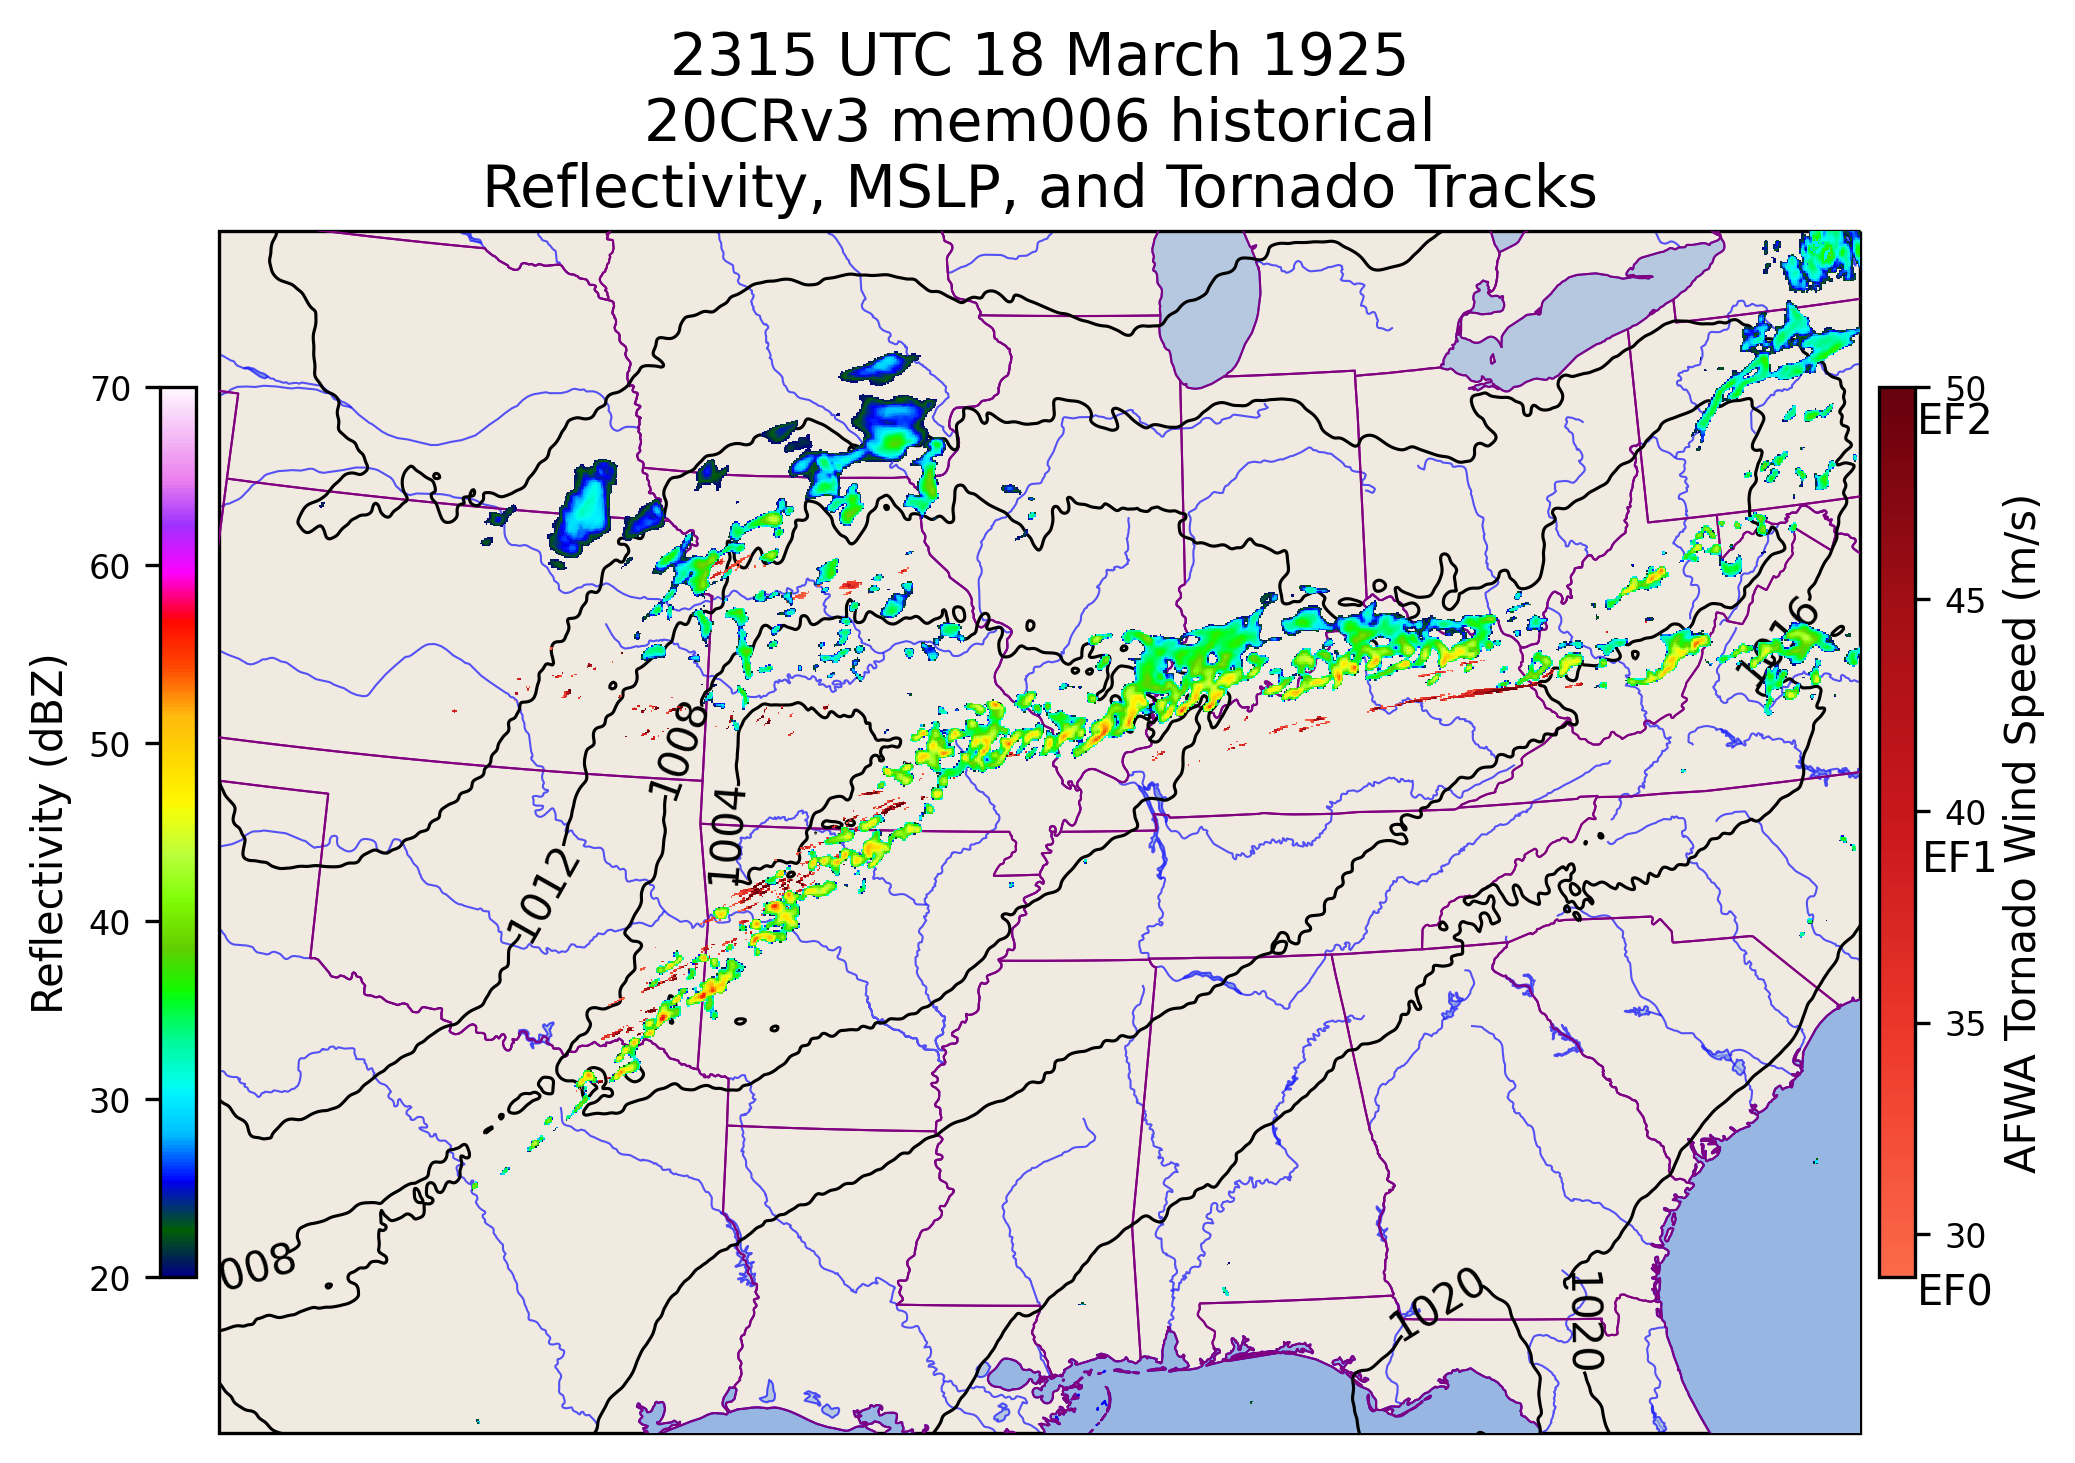 2315 UTC 18 March 1925
20CRv3 mem006 historical
Reflectivity, MSLP, and Tornado Tracks
Reflectivity (dBZ)
70
60
50
40
30
20
1016
1008
1004
1012
008
1020
1020
50
EF2
45
40
EF1
35
30
EF0
AFWA Tornado Wind Speed (m/s)